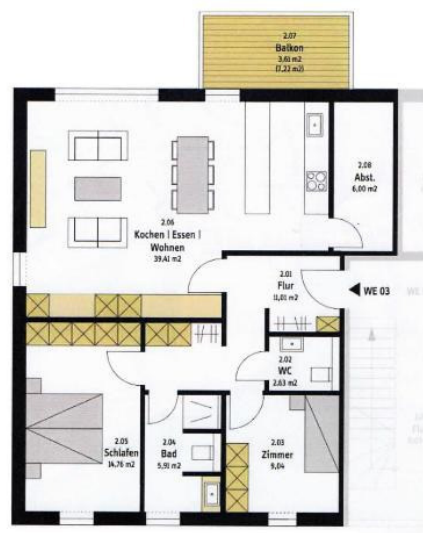 2.07
Balkon
3,61 m2
(7,22 m2)
2.08
Abst.
6,00 m2
2.06
Kochen | Essen |
Wohnen
39,41 m2
2.01
Flur
11,01 m2
WE 03
2.02
WC
2,63 m2
2.05
Schlafen
14,76 m2
2.04
Bad
5,91 m2
2.03
Zimmer
9,04